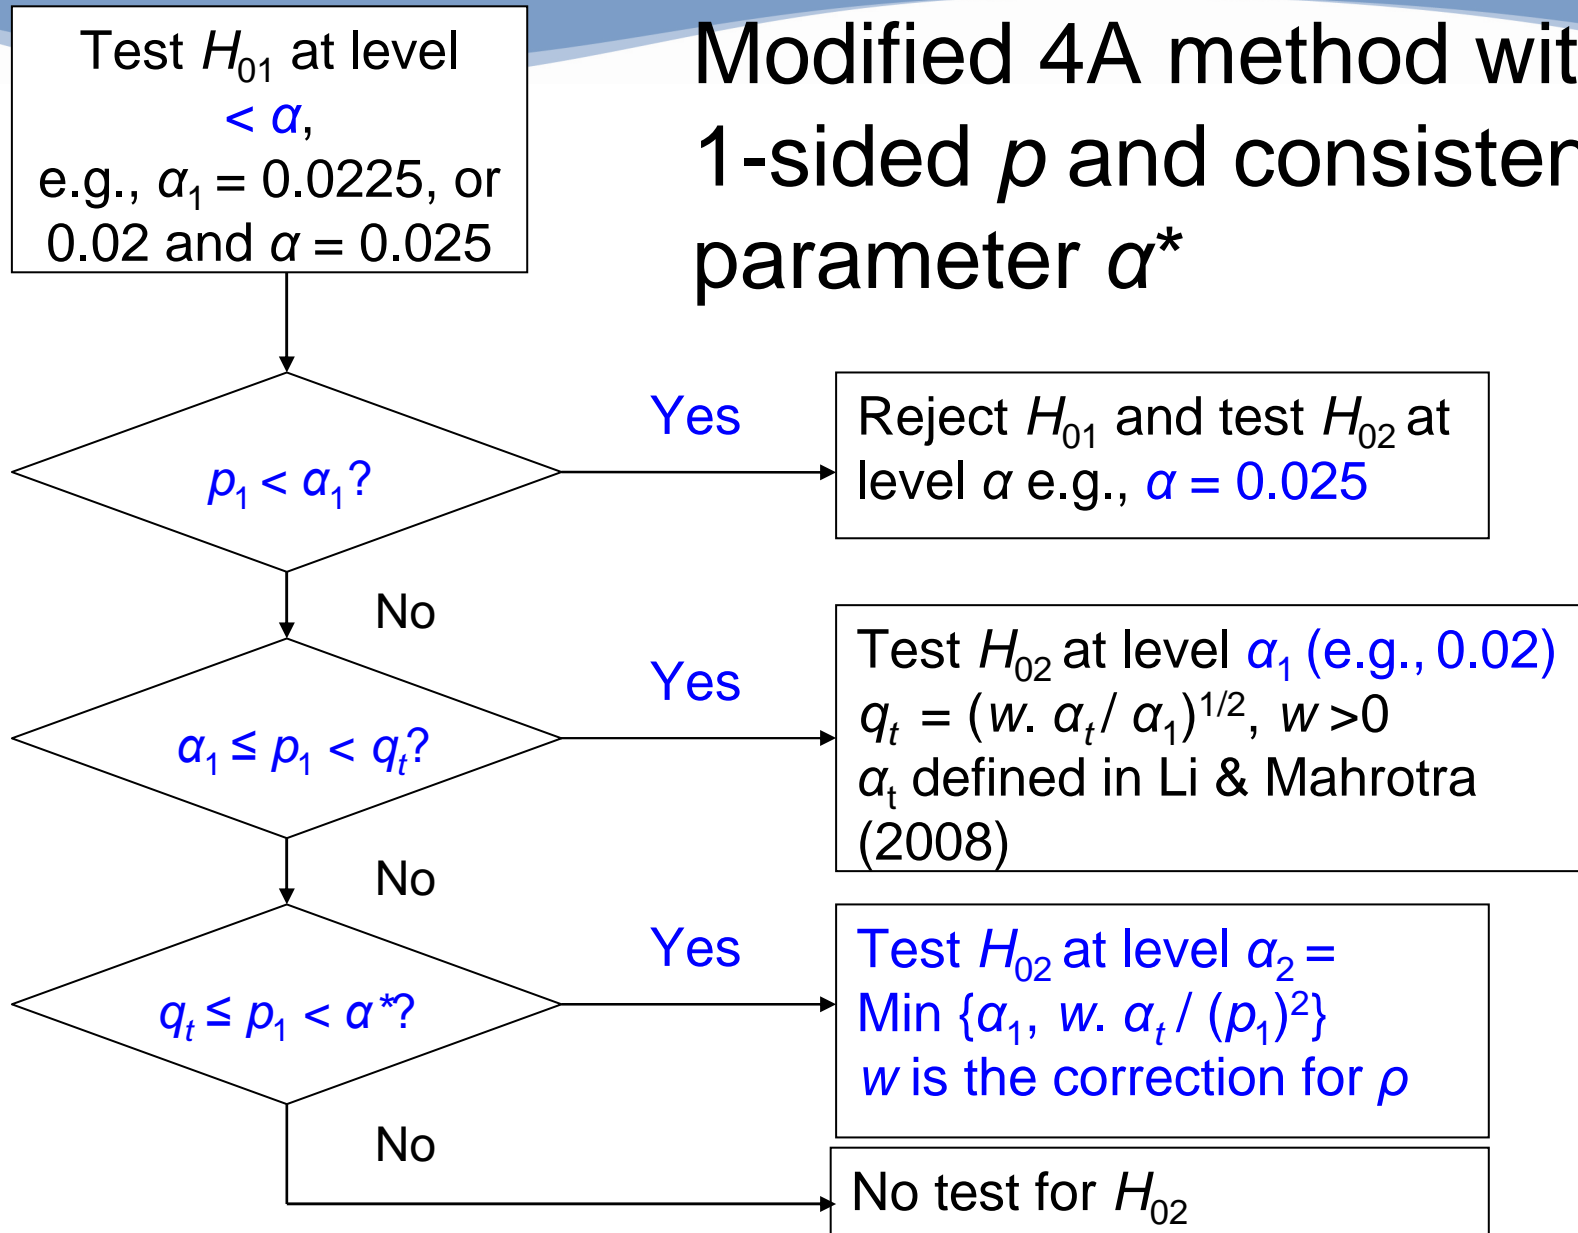 Modified 4A method wit
1-sided p and consisten
parameter α*
Test H₀₁ at level
< α,
e.g., α₁ = 0.0225, or
0.02 and α = 0.025
p₁ < α₁?
Yes
Reject H₀₁ and test H₀₂ at
level α e.g., α = 0.025
No
α₁ ≤ p₁ < qₜ?
Yes
Test H₀₂ at level α₁ (e.g., 0.02)
qₜ = (w. αₜ / α₁)^1/2, w >0
αₜ defined in Li & Mahrotra
(2008)
No
qₜ ≤ p₁ < α*?
Yes
Test H₀₂ at level α₂ =
Min {α₁, w. αₜ / (p₁)²}
w is the correction for ρ
No
No test for H₀₂